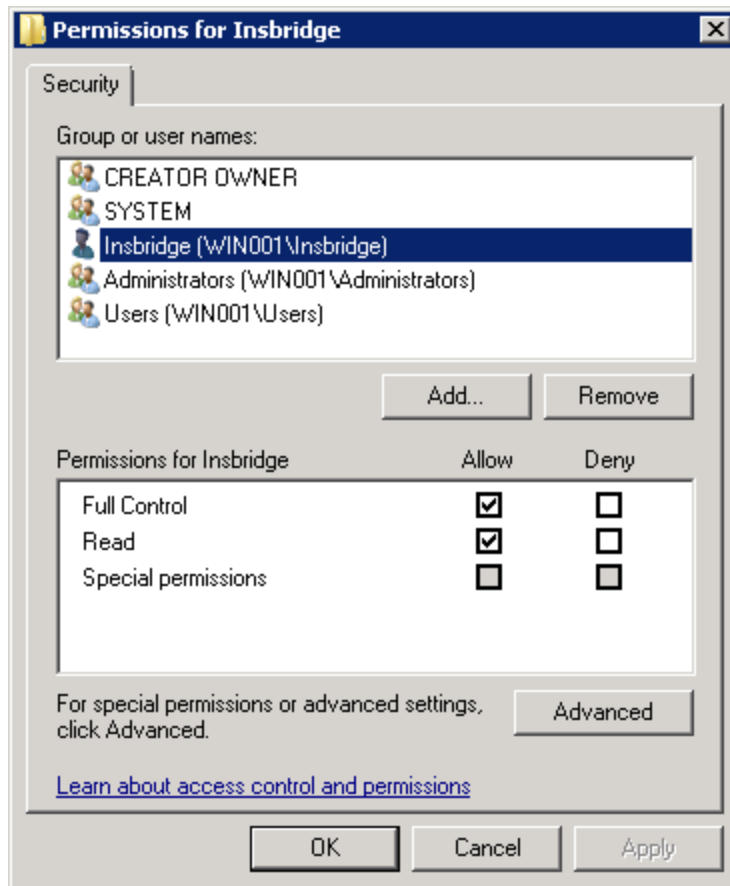 Permissions for Insbridge
Security
Group or user names:
CREATOR OWNER
SYSTEM
Insbridge (WIN001\Insbridge)
Administrators (WIN001\Administrators)
Users (WIN001\Users)
Add... Remove
Permissions for Insbridge Allow Deny
Full Control
Read
Special permissions
For special permissions or advanced settings,
click Advanced.
Advanced
Learn about access control and permissions
OK Cancel Apply